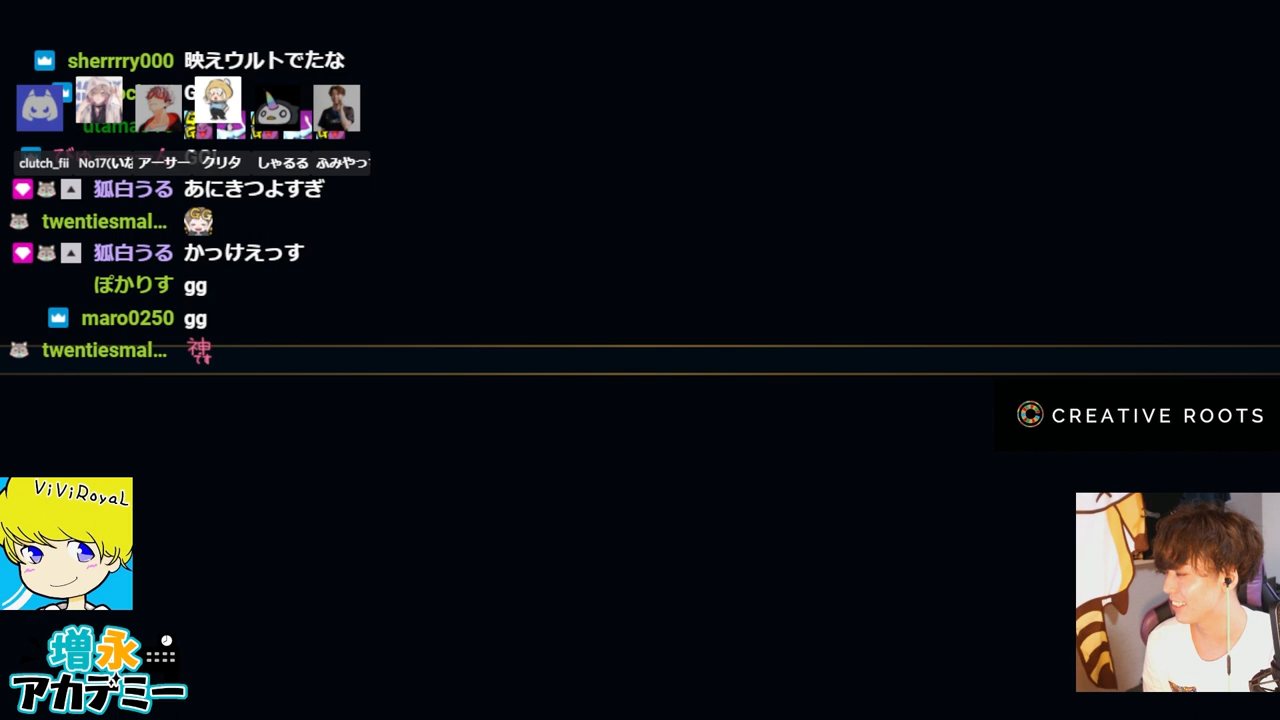 sherrrry000 映えウルトでたな
clutch_fii No17(いな アーサー クリタ しゃるる ふみやっ
狐白うる あにきつよすぎ
twentiesmal... GG
狐白うる かっけえっす
ぽかりす gg
maro0250 gg
twentiesmal... 神
CREATIVE ROOTS
ViViRoyaL
増永
アカデミー